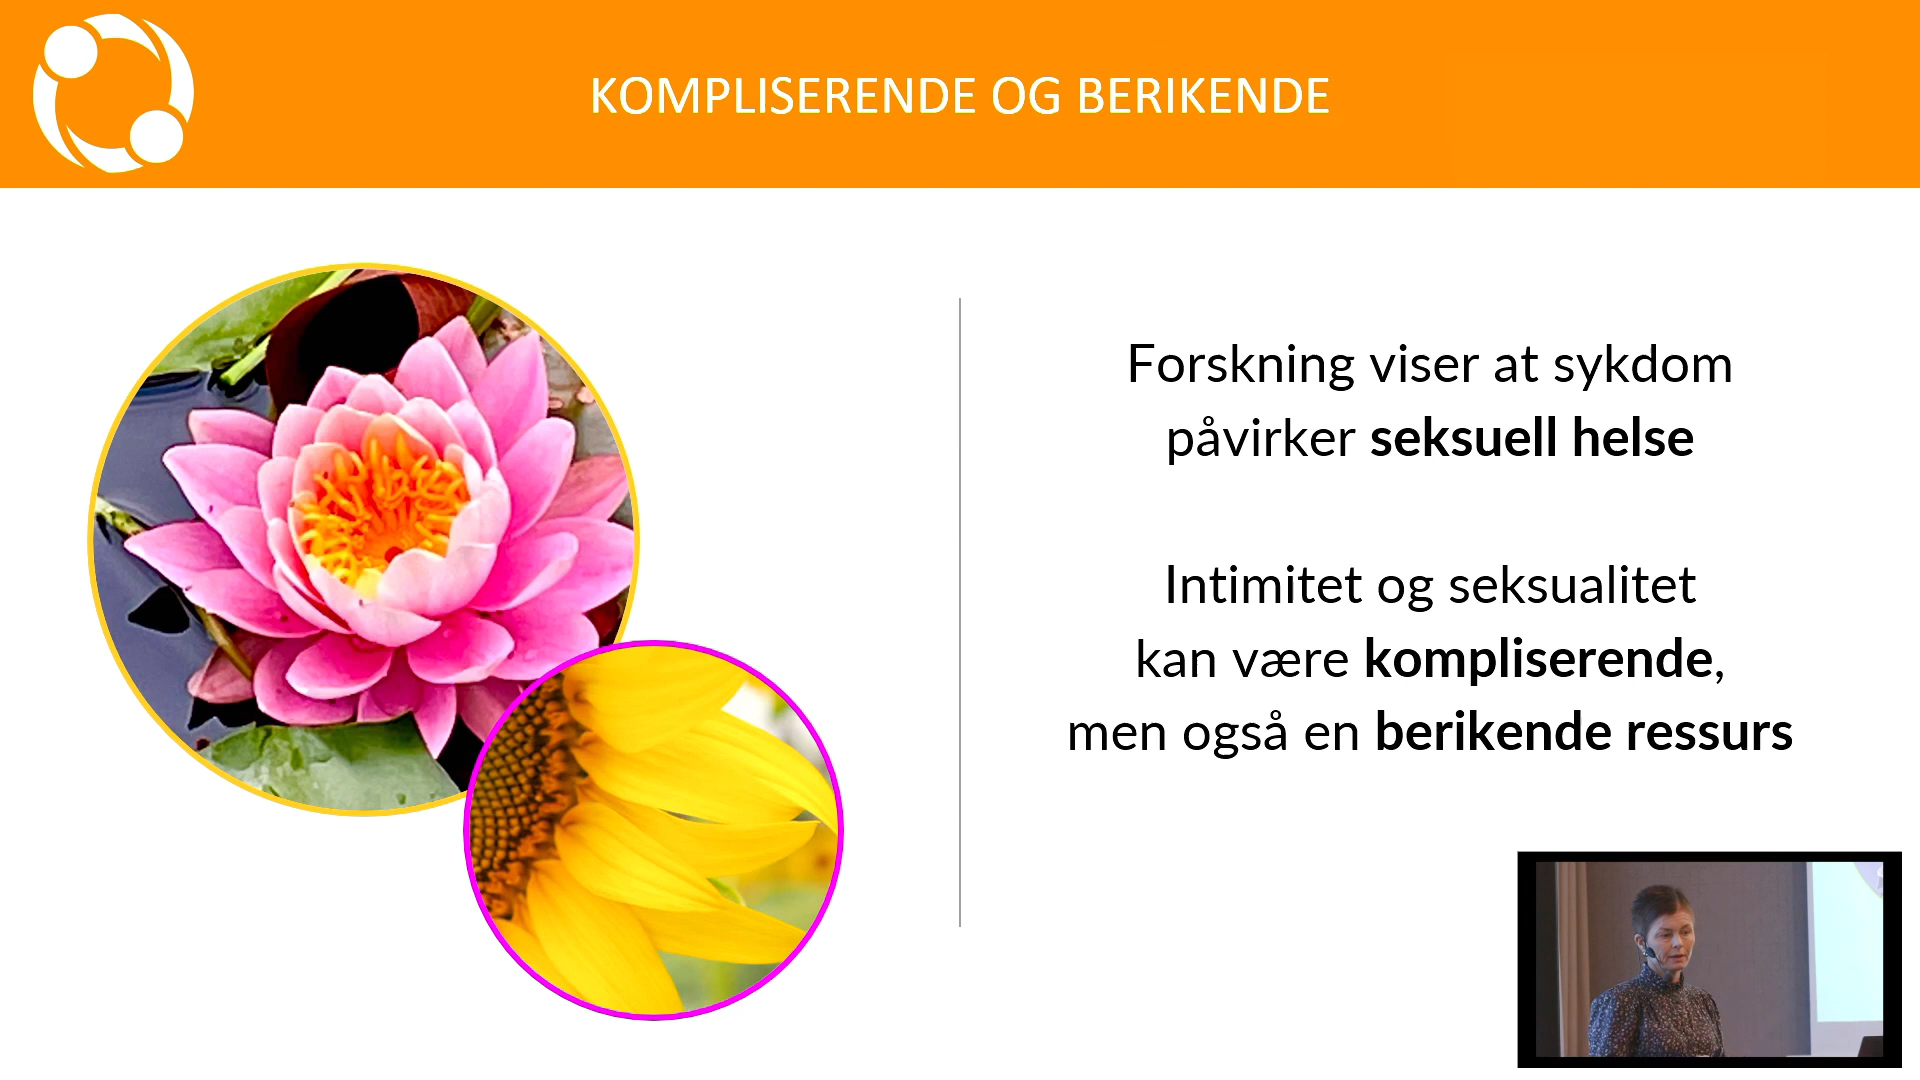 KOMPLISERENDE OG BERIKENDE
Forskning viser at sykdom
påvirker seksuell helse
Intimitet og seksualitet
kan være kompliserende,
men også en berikende ressurs